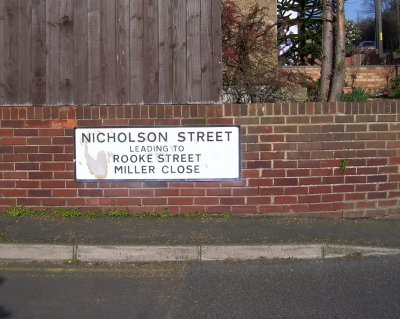 NICHOLSON STREET
LEADING TO
ROOKE STREET
MILLER CLOSE